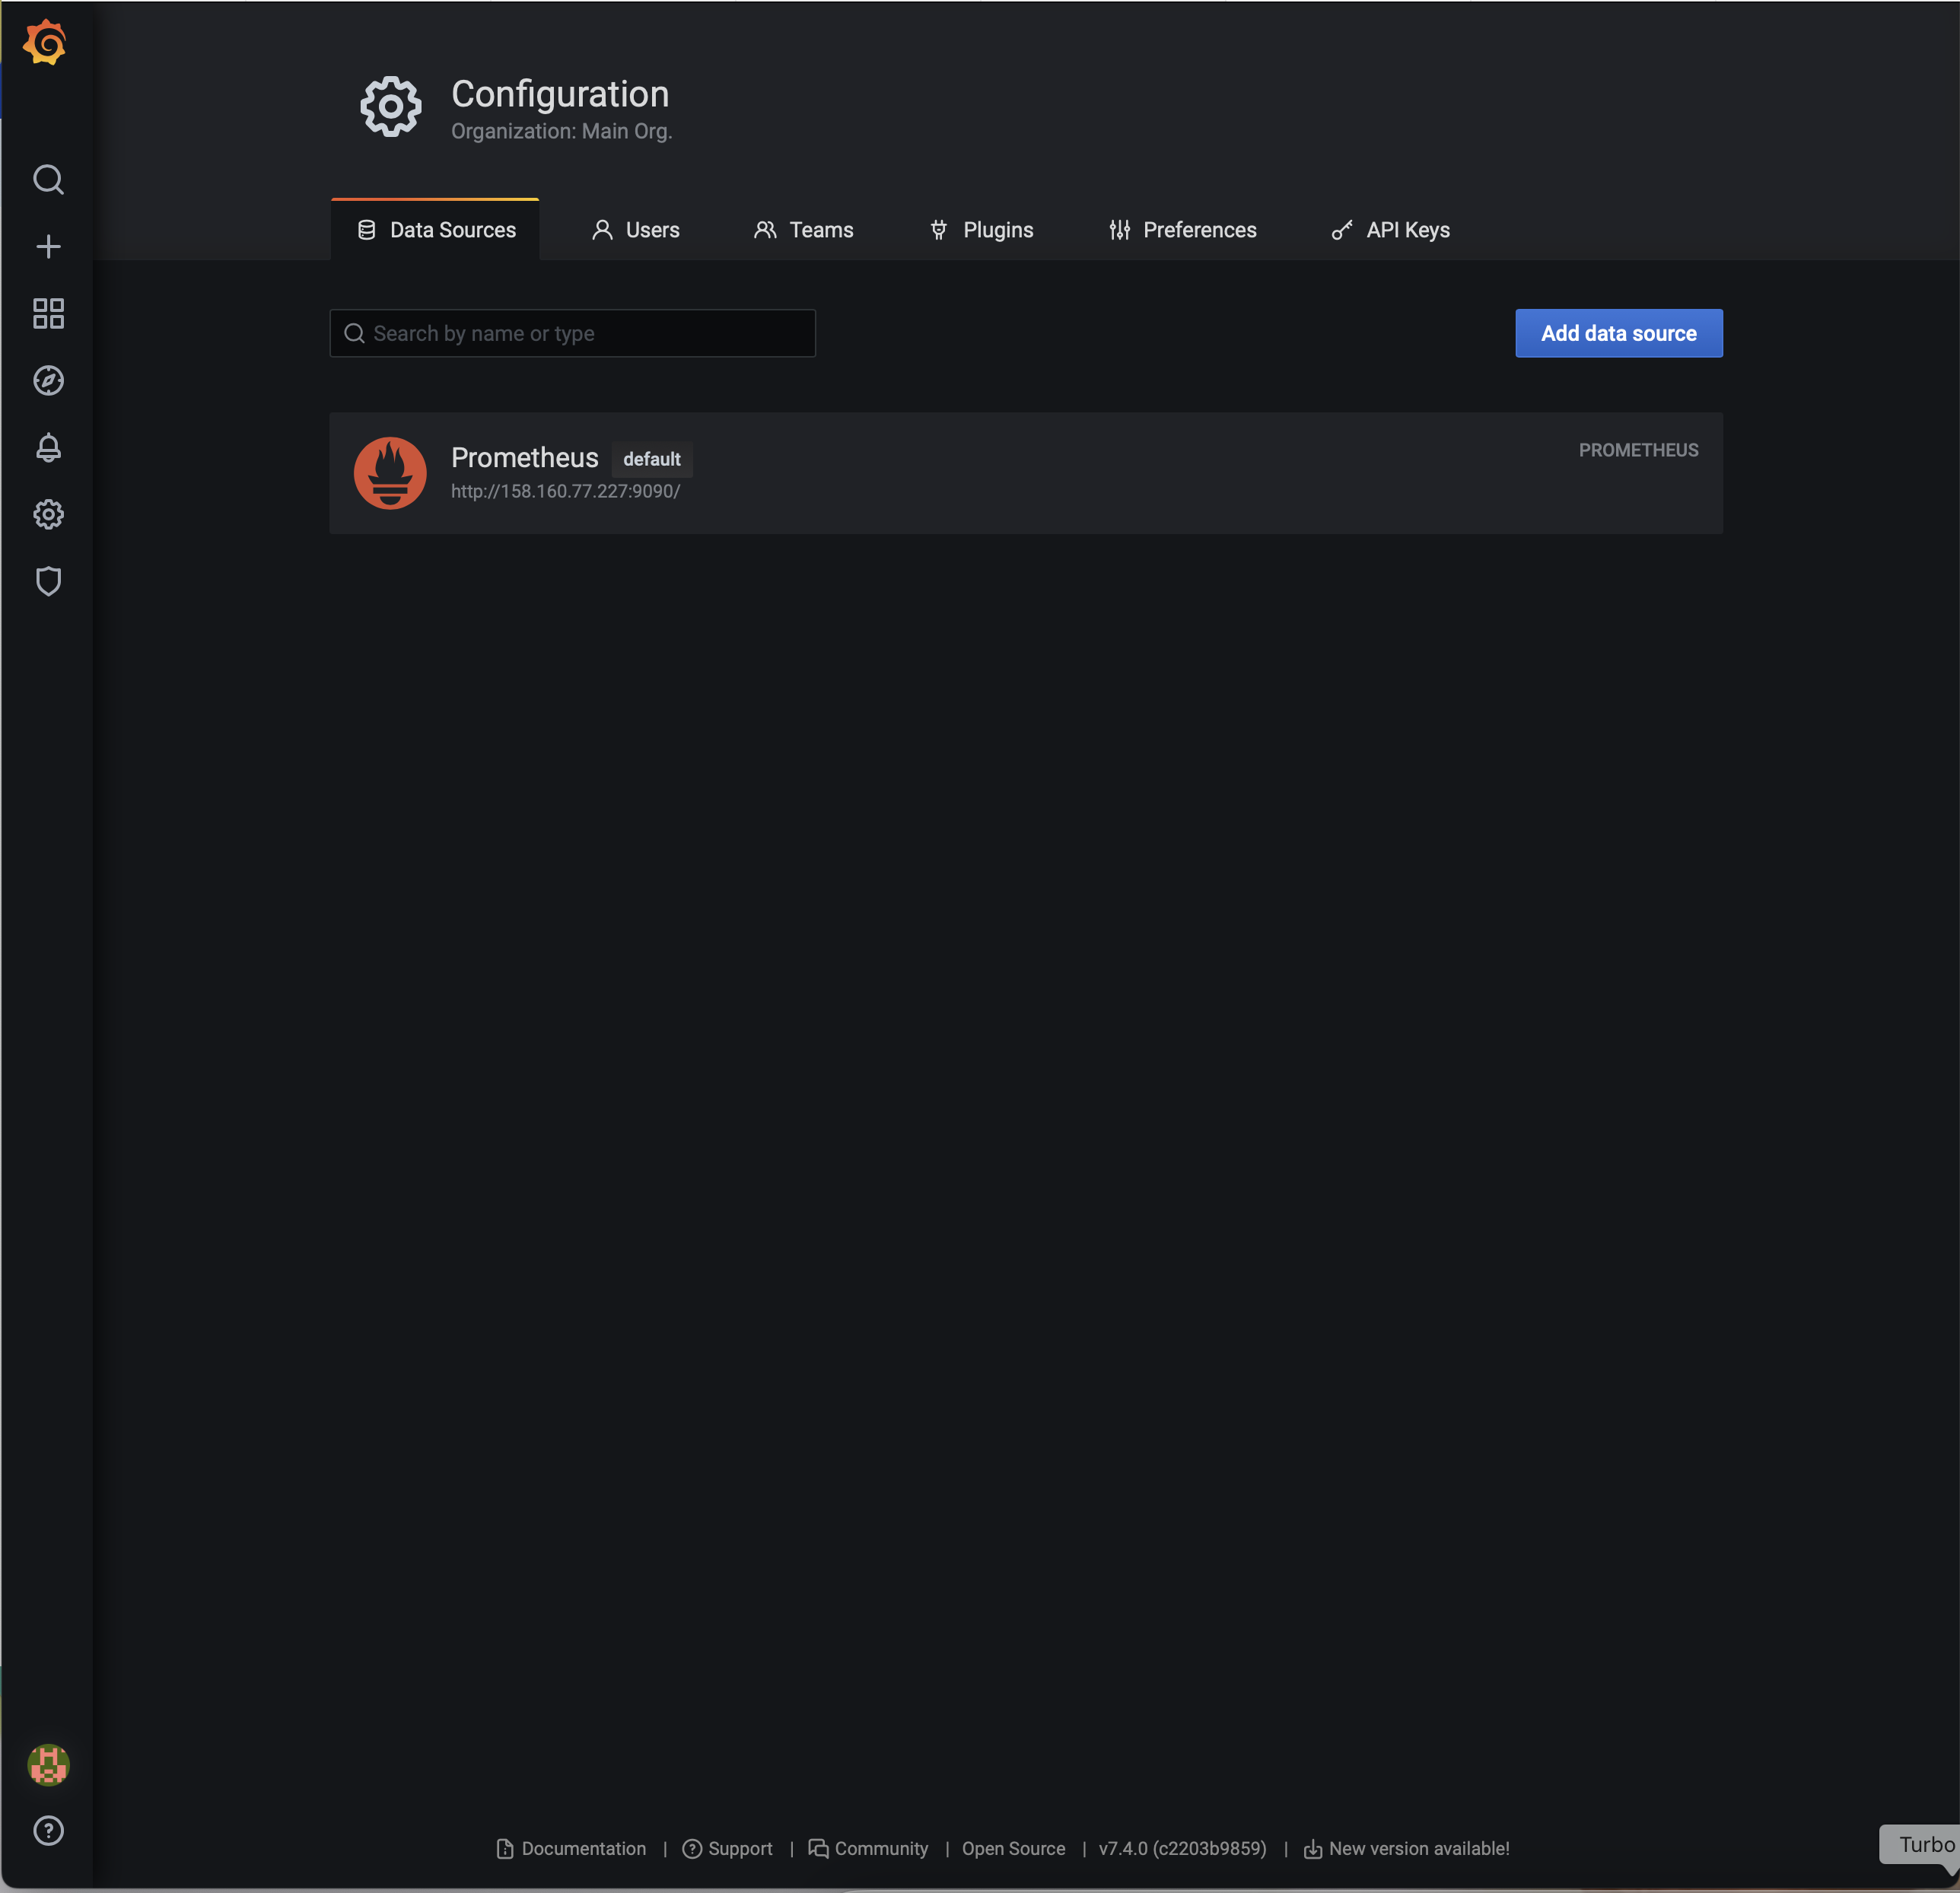 Configuration
Organization: Main Org.
Data Sources
Users
Teams
Plugins
Preferences
API Keys
Search by name or type
Add data source
Prometheus default
PROMETHEUS
http://158.160.77.227:9090/
Documentation | Support | Community | Open Source | v7.4.0 (c2203b9859) | New version available!
Turbo